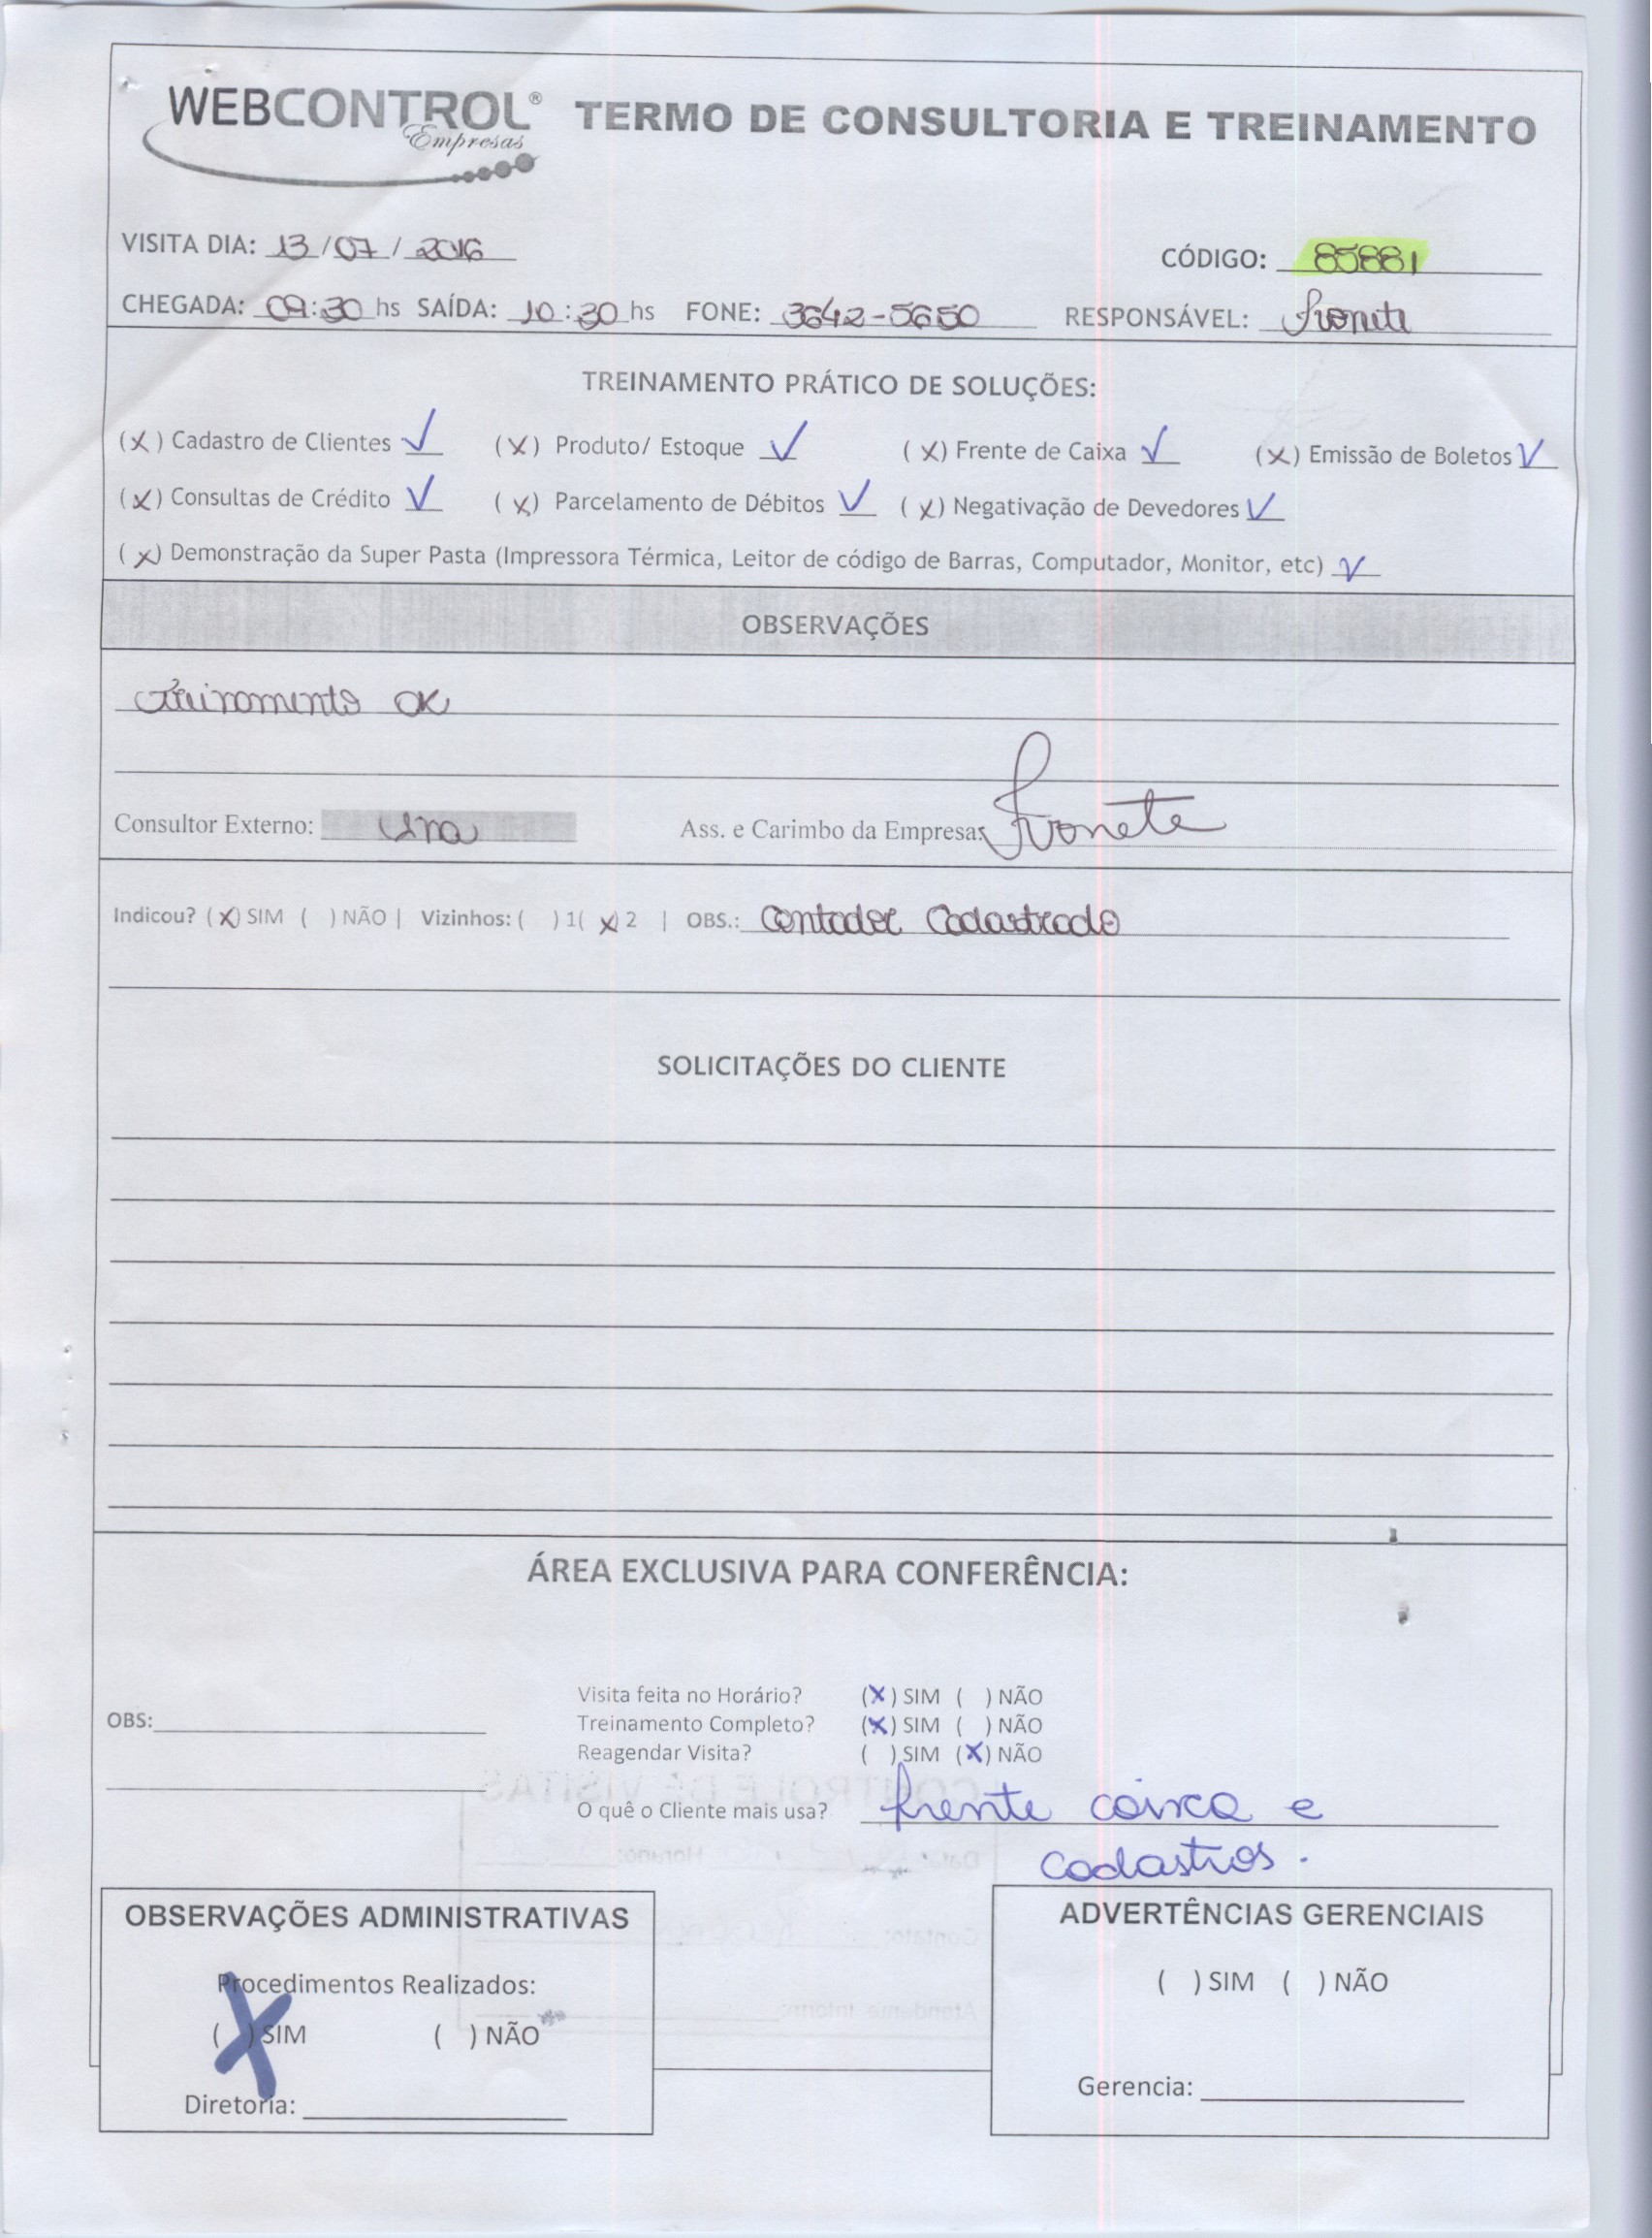 WEBCONTROL® Empresas TERMO DE CONSULTORIA E TREINAMENTO
VISITA DIA: 13/07/2016 CÓDIGO: 85881
CHEGADA: 09:30 hs SAÍDA: 10:30 hs FONE: 3642-5650 RESPONSÁVEL: Ivonete
TREINAMENTO PRÁTICO DE SOLUÇÕES:
(X) Cadastro de Clientes ✓ (X) Produto/ Estoque ✓ (X) Frente de Caixa ✓ (X) Emissão de Boletos ✓
(X) Consultas de Crédito ✓ (X) Parcelamento de Débitos ✓ (X) Negativação de Devedores ✓
(X) Demonstração da Super Pasta (Impressora Térmica, Leitor de código de Barras, Computador, Monitor, etc) ✓
OBSERVAÇÕES
Treinamento OK
Consultor Externo: Ass. e Carimbo da Empresa: Ivonete
Indicou? (X) SIM ( ) NÃO | Vizinhos: ( ) 1 (X) 2 | OBS.: Contador Cadastrado
SOLICITAÇÕES DO CLIENTE
ÁREA EXCLUSIVA PARA CONFERÊNCIA:
Visita feita no Horário? (X) SIM ( ) NÃO
OBS: Treinamento Completo? (X) SIM ( ) NÃO
Reagendar Visita? ( ) SIM (X) NÃO
O quê o Cliente mais usa? frente caixa e
cadastros.
OBSERVAÇÕES ADMINISTRATIVAS
Procedimentos Realizados:
(X) SIM ( ) NÃO
Diretoria:
ADVERTÊNCIAS GERENCIAIS
( ) SIM ( ) NÃO
Gerencia: